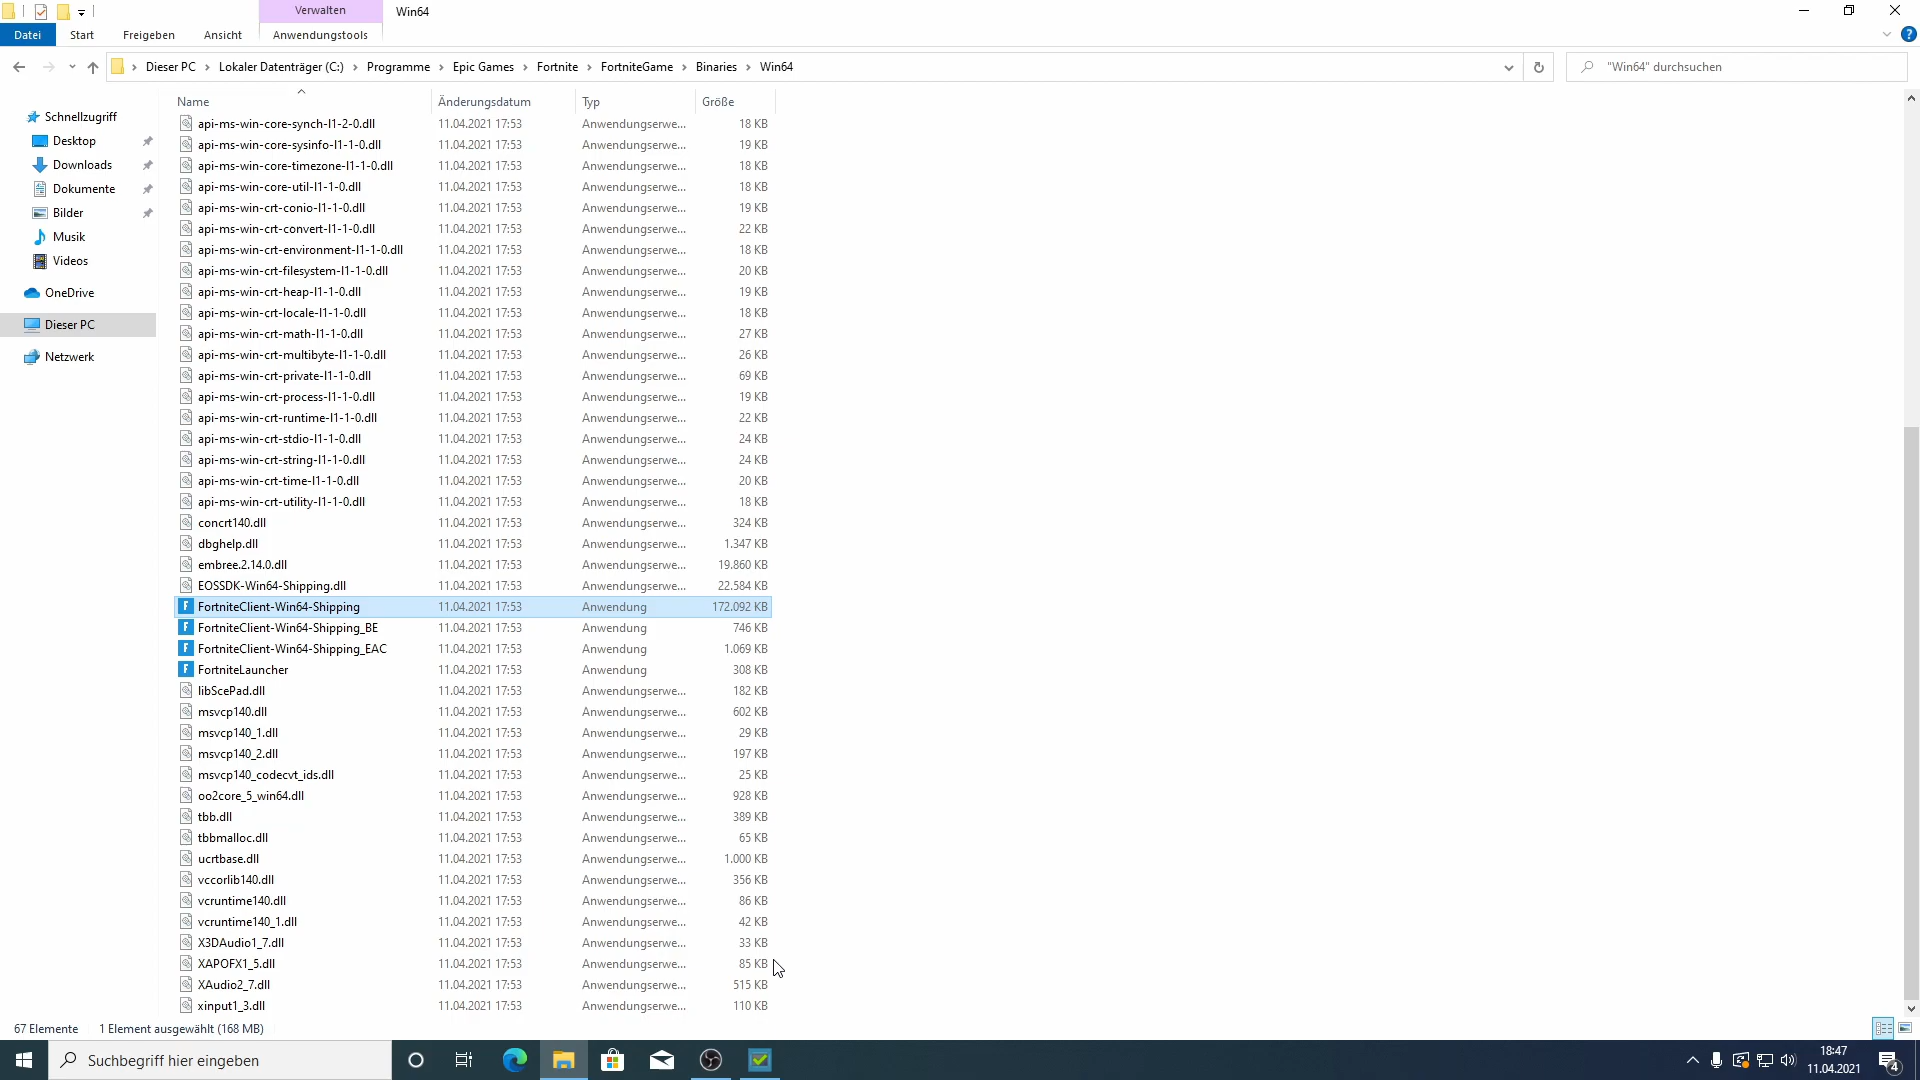 Verwalten
Win64
Datei Start Freigeben Ansicht Anwendungstools
Dieser PC Lokaler Datenträger (C:) Programme Epic Games Fortnite FortniteGame Binaries Win64
"Win64" durchsuchen
Schnellzugriff
Desktop
Downloads
Dokumente
Bilder
Musik
Videos
OneDrive
Dieser PC
Netzwerk
Name Änderungsdatum Typ Größe
api-ms-win-core-synch-l1-2-0.dll 11.04.2021 17:53 Anwendungserwe... 18 KB
api-ms-win-core-sysinfo-l1-1-0.dll 11.04.2021 17:53 Anwendungserwe... 19 KB
api-ms-win-core-timezone-l1-1-0.dll 11.04.2021 17:53 Anwendungserwe... 18 KB
api-ms-win-core-util-l1-1-0.dll 11.04.2021 17:53 Anwendungserwe... 18 KB
api-ms-win-crt-conio-l1-1-0.dll 11.04.2021 17:53 Anwendungserwe... 19 KB
api-ms-win-crt-convert-l1-1-0.dll 11.04.2021 17:53 Anwendungserwe... 22 KB
api-ms-win-crt-environment-l1-1-0.dll 11.04.2021 17:53 Anwendungserwe... 18 KB
api-ms-win-crt-filesystem-l1-1-0.dll 11.04.2021 17:53 Anwendungserwe... 20 KB
api-ms-win-crt-heap-l1-1-0.dll 11.04.2021 17:53 Anwendungserwe... 19 KB
api-ms-win-crt-locale-l1-1-0.dll 11.04.2021 17:53 Anwendungserwe... 18 KB
api-ms-win-crt-math-l1-1-0.dll 11.04.2021 17:53 Anwendungserwe... 27 KB
api-ms-win-crt-multibyte-l1-1-0.dll 11.04.2021 17:53 Anwendungserwe... 26 KB
api-ms-win-crt-private-l1-1-0.dll 11.04.2021 17:53 Anwendungserwe... 69 KB
api-ms-win-crt-process-l1-1-0.dll 11.04.2021 17:53 Anwendungserwe... 19 KB
api-ms-win-crt-runtime-l1-1-0.dll 11.04.2021 17:53 Anwendungserwe... 22 KB
api-ms-win-crt-stdio-l1-1-0.dll 11.04.2021 17:53 Anwendungserwe... 24 KB
api-ms-win-crt-string-l1-1-0.dll 11.04.2021 17:53 Anwendungserwe... 24 KB
api-ms-win-crt-time-l1-1-0.dll 11.04.2021 17:53 Anwendungserwe... 20 KB
api-ms-win-crt-utility-l1-1-0.dll 11.04.2021 17:53 Anwendungserwe... 18 KB
concrt140.dll 11.04.2021 17:53 Anwendungserwe... 324 KB
dbghelp.dll 11.04.2021 17:53 Anwendungserwe... 1.347 KB
embree.2.14.0.dll 11.04.2021 17:53 Anwendungserwe... 19.860 KB
EOSSDK-Win64-Shipping.dll 11.04.2021 17:53 Anwendungserwe... 22.584 KB
FortniteClient-Win64-Shipping 11.04.2021 17:53 Anwendung 172.092 KB
FortniteClient-Win64-Shipping_BE 11.04.2021 17:53 Anwendung 746 KB
FortniteClient-Win64-Shipping_EAC 11.04.2021 17:53 Anwendung 1.069 KB
FortniteLauncher 11.04.2021 17:53 Anwendung 308 KB
libScePad.dll 11.04.2021 17:53 Anwendungserwe... 182 KB
msvcp140.dll 11.04.2021 17:53 Anwendungserwe... 602 KB
msvcp140_1.dll 11.04.2021 17:53 Anwendungserwe... 29 KB
msvcp140_2.dll 11.04.2021 17:53 Anwendungserwe... 197 KB
msvcp140_codecvt_ids.dll 11.04.2021 17:53 Anwendungserwe... 25 KB
oo2core_5_win64.dll 11.04.2021 17:53 Anwendungserwe... 928 KB
tbb.dll 11.04.2021 17:53 Anwendungserwe... 389 KB
tbbmalloc.dll 11.04.2021 17:53 Anwendungserwe... 65 KB
ucrtbase.dll 11.04.2021 17:53 Anwendungserwe... 1.000 KB
vccorlib140.dll 11.04.2021 17:53 Anwendungserwe... 356 KB
vcruntime140.dll 11.04.2021 17:53 Anwendungserwe... 86 KB
vcruntime140_1.dll 11.04.2021 17:53 Anwendungserwe... 42 KB
X3DAudio1_7.dll 11.04.2021 17:53 Anwendungserwe... 33 KB
XAPOFX1_5.dll 11.04.2021 17:53 Anwendungserwe... 85 KB
XAudio2_7.dll 11.04.2021 17:53 Anwendungserwe... 515 KB
xinput1_3.dll 11.04.2021 17:53 Anwendungserwe... 110 KB
67 Elemente 1 Element ausgewählt (168 MB)
Suchbegriff hier eingeben
18:47
11.04.2021
4